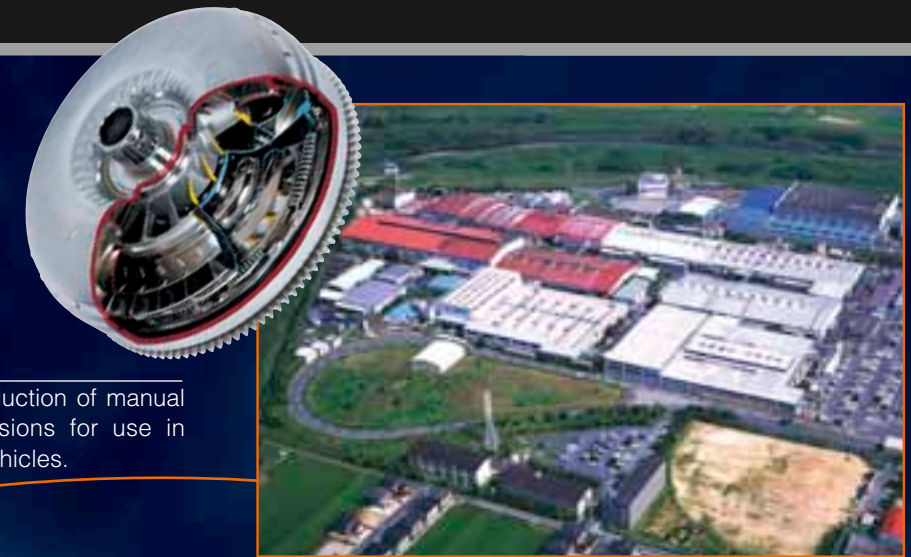 uction of manual
sions for use in
hicles.